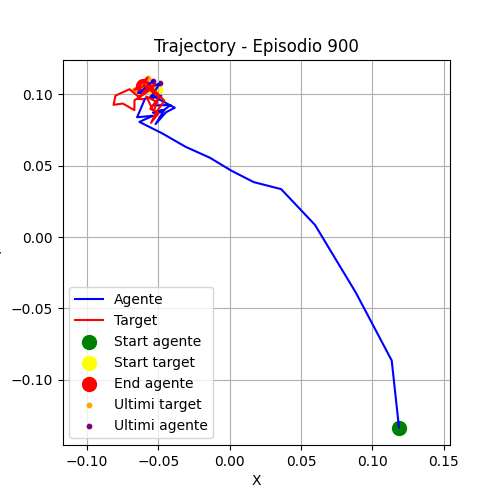 Trajectory - Episodio 900
0.10
0.05
0.00
−0.05
−0.10
Agente
Target
Start agente
Start target
End agente
Ultimi target
Ultimi agente
−0.10
−0.05
0.00
0.05
0.10
0.15
X